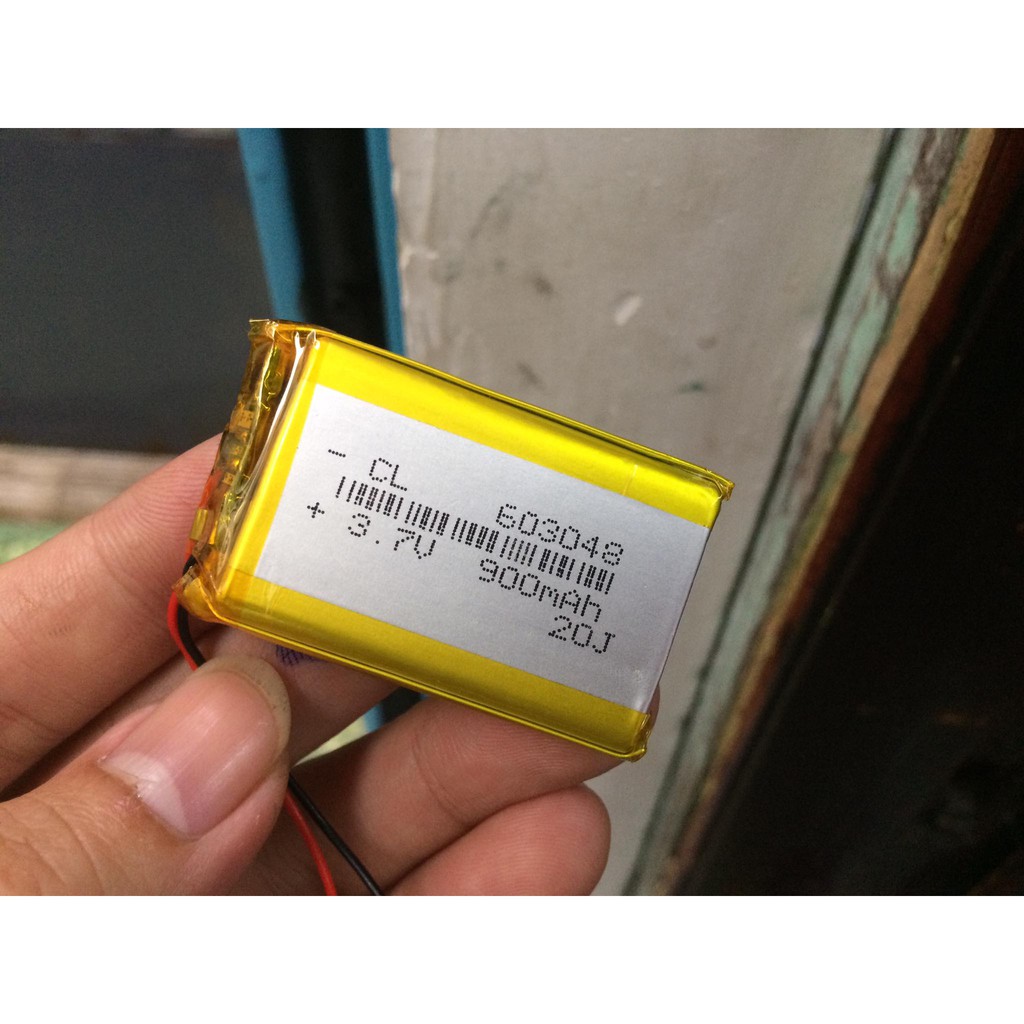 - CL 603048
+ 3.7V 900mAh
20J